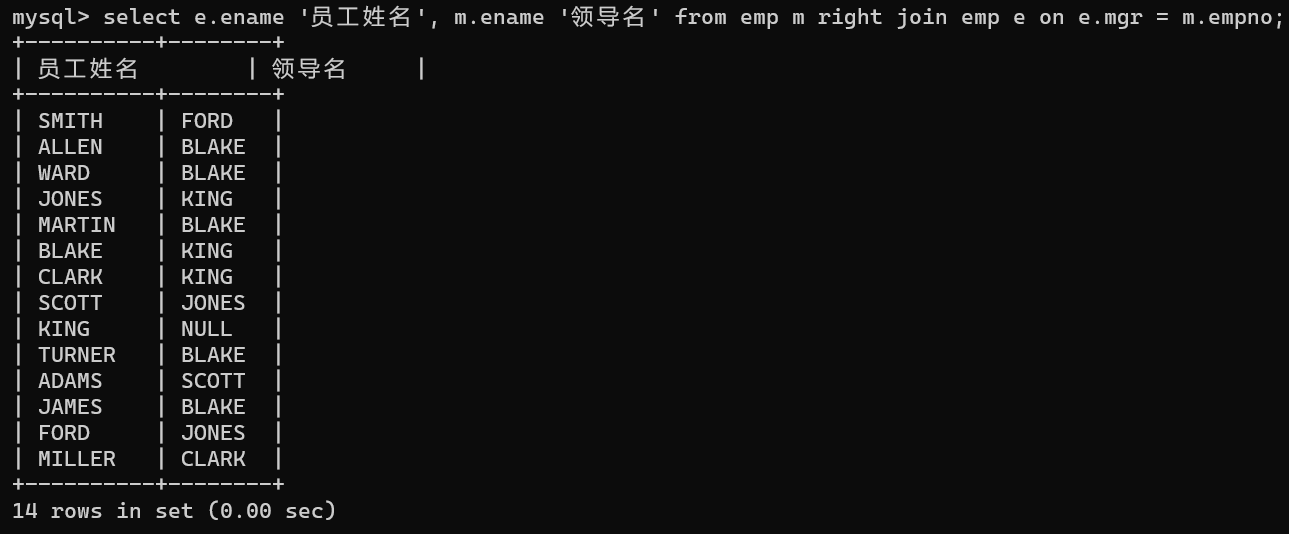 mysql> select e.ename '员工姓名', m.ename '领导名' from emp m right join emp e on e.mgr = m.empno;
+----------+--------+
| 员工姓名        | 领导名     |
+----------+--------+
| SMITH    | FORD   |
| ALLEN    | BLAKE  |
| WARD     | BLAKE  |
| JONES    | KING   |
| MARTIN   | BLAKE  |
| BLAKE    | KING   |
| CLARK    | KING   |
| SCOTT    | JONES  |
| KING     | NULL   |
| TURNER   | BLAKE  |
| ADAMS    | SCOTT  |
| JAMES    | BLAKE  |
| FORD     | JONES  |
| MILLER   | CLARK  |
+----------+--------+
14 rows in set (0.00 sec)